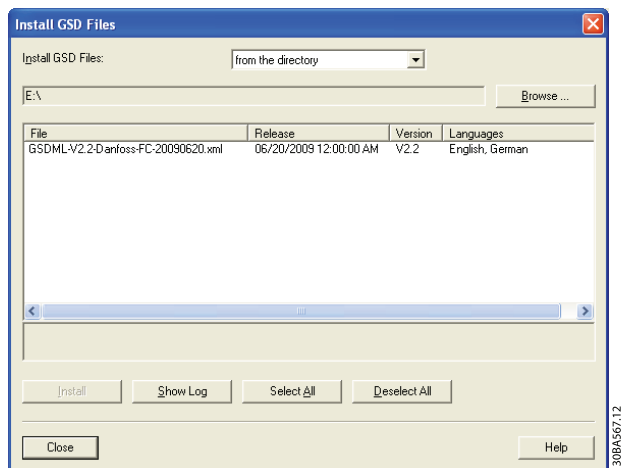 Install GSD Files
Install GSD Files: from the directory
E:\ Browse ...
File Release Version Languages
GSDML-V2.2-Danfoss-FC-20090620.xml 06/20/2009 12:00:00 AM V2.2 English, German
Install Show Log Select All Deselect All
Close Help
30BA567.12